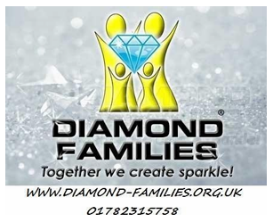 ®
DIAMOND
FAMILIES
Together we create sparkle!
WWW.DIAMOND-FAMILIES.ORG.UK
01782315758